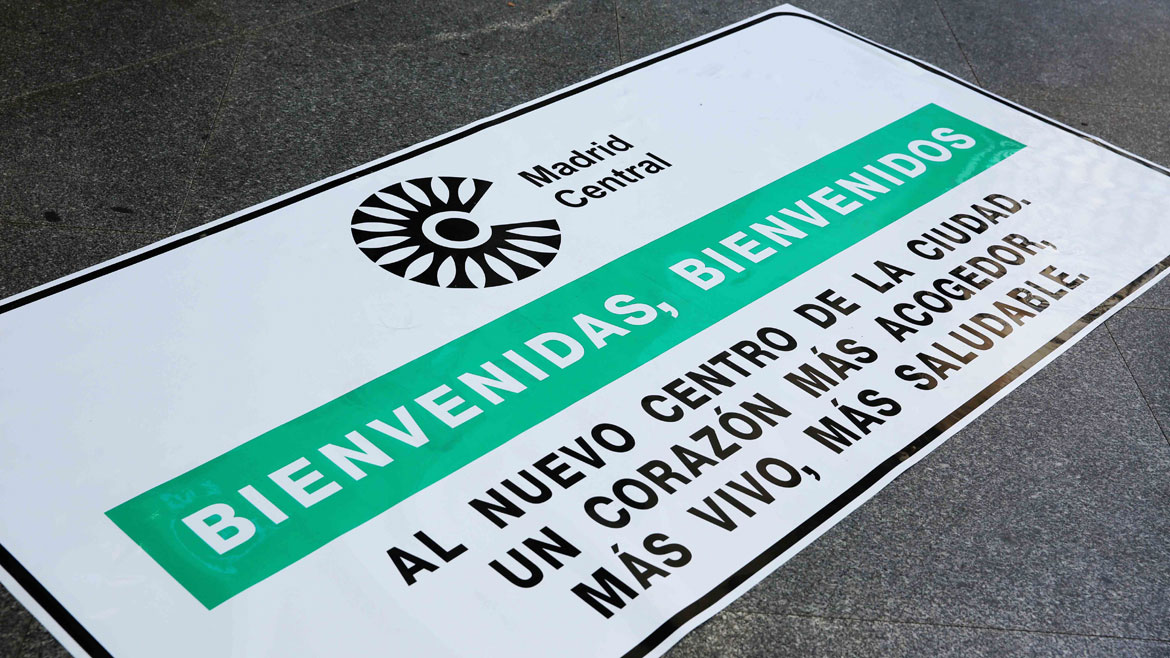 Madrid
Central
BIENVENIDAS, BIENVENIDOS
AL NUEVO CENTRO DE LA CIUDAD.
UN CORAZÓN MÁS ACOGEDOR,
MÁS VIVO, MÁS SALUDABLE.